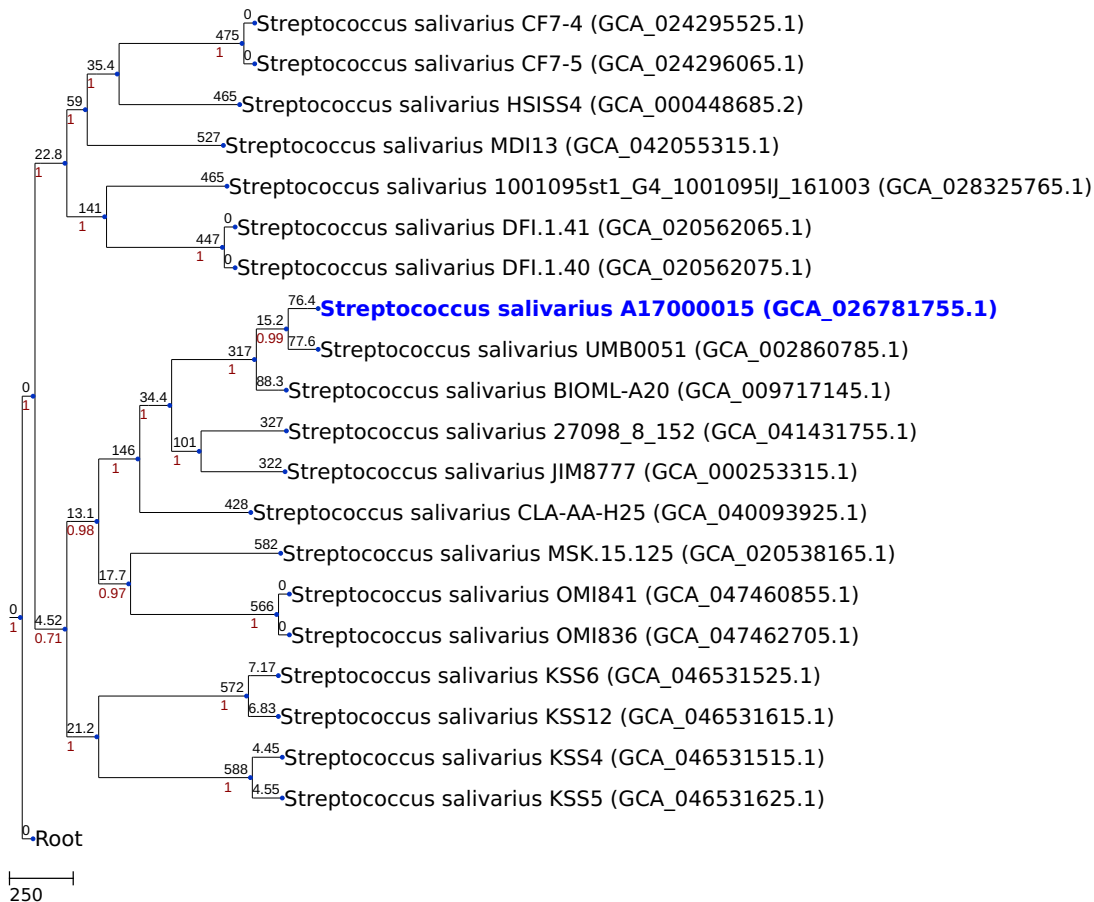 0
Streptococcus salivarius CF7-4 (GCA_024295525.1)
475
1
0
Streptococcus salivarius CF7-5 (GCA_024296065.1)
35.4
1
465
Streptococcus salivarius HSISS4 (GCA_000448685.2)
59
1
527
Streptococcus salivarius MDI13 (GCA_042055315.1)
22.8
1
465
Streptococcus salivarius 1001095st1_G4_1001095IJ_161003 (GCA_028325765.1)
141
1
0
Streptococcus salivarius DFI.1.41 (GCA_020562065.1)
447
1
0
Streptococcus salivarius DFI.1.40 (GCA_020562075.1)
76.4
Streptococcus salivarius A17000015 (GCA_026781755.1)
15.2
0.99
77.6
Streptococcus salivarius UMB0051 (GCA_002860785.1)
317
1
88.3
Streptococcus salivarius BIOML-A20 (GCA_009717145.1)
0
1
34.4
1
327
Streptococcus salivarius 27098_8_152 (GCA_041431755.1)
101
1
322
Streptococcus salivarius JIM8777 (GCA_000253315.1)
146
1
428
Streptococcus salivarius CLA-AA-H25 (GCA_040093925.1)
13.1
0.98
582
Streptococcus salivarius MSK.15.125 (GCA_020538165.1)
17.7
0.97
0
Streptococcus salivarius OMI841 (GCA_047460855.1)
566
1
0
Streptococcus salivarius OMI836 (GCA_047462705.1)
0
1
4.52
0.71
7.17
Streptococcus salivarius KSS6 (GCA_046531525.1)
572
1
6.83
Streptococcus salivarius KSS12 (GCA_046531615.1)
21.2
1
4.45
Streptococcus salivarius KSS4 (GCA_046531515.1)
588
1
4.55
Streptococcus salivarius KSS5 (GCA_046531625.1)
0
Root
250